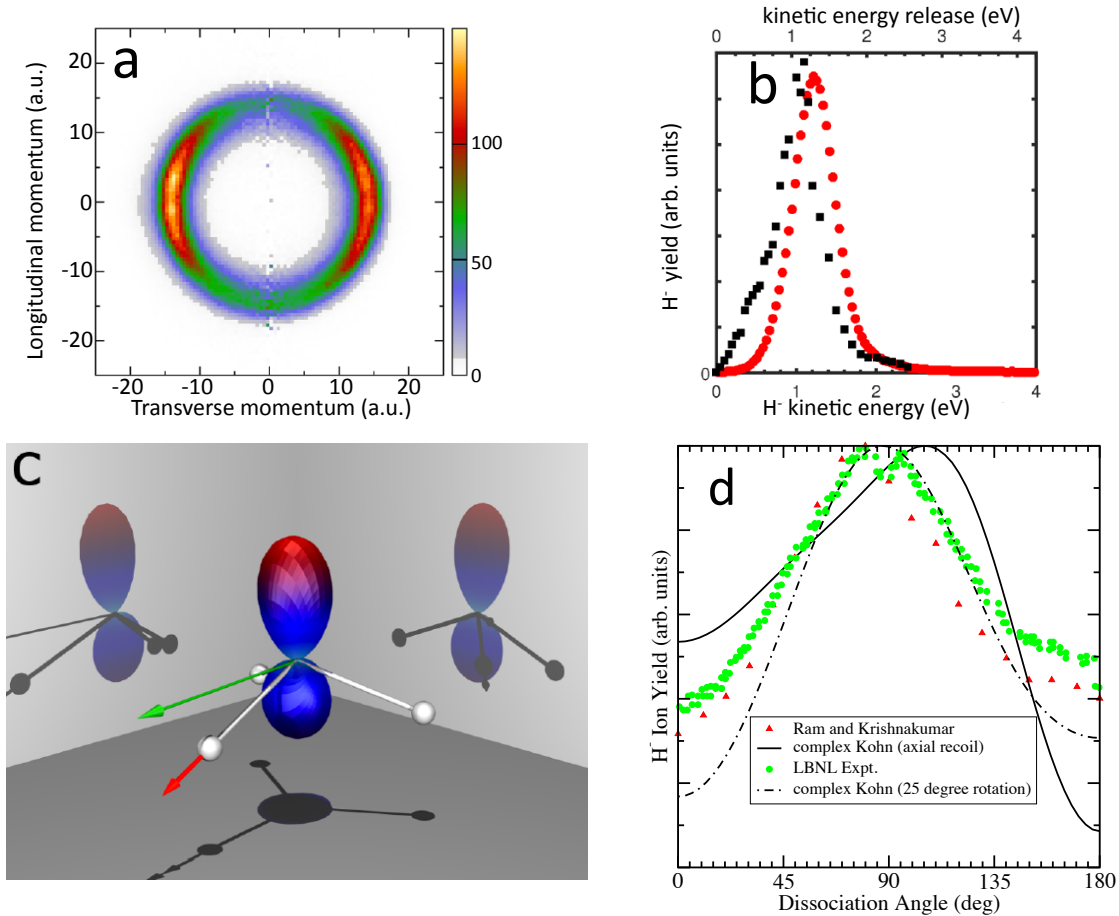 a
Longitudinal momentum (a.u.)
20
10
0
-10
-20
-20
-10
0
10
20
Transverse momentum (a.u.)
100
50
0
kinetic energy release (eV)
0
1
2
3
4
b
H⁻ yield (arb. units)
0
0
1
2
3
4
H⁻ kinetic energy (eV)
c
d
H⁻ Ion Yield (arb. units)
Ram and Krishnakumar
complex Kohn (axial recoil)
LBNL Expt.
complex Kohn (25 degree rotation)
0
45
90
135
180
Dissociation Angle (deg)